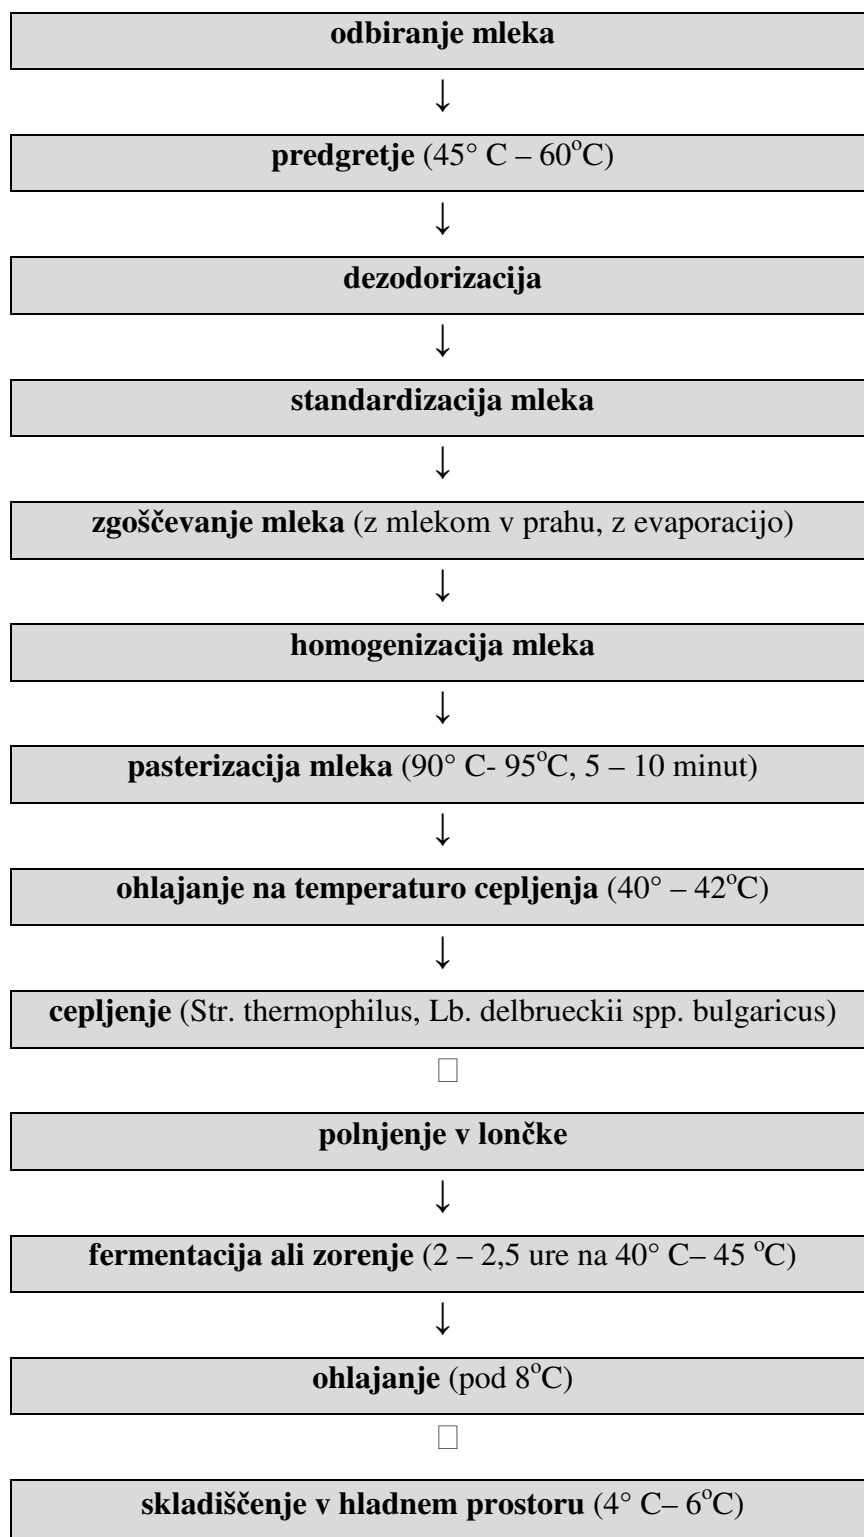 odbiranje mleka
↓
predgretje (45° C – 60°C)
↓
dezodorizacija
↓
standardizacija mleka
↓
zgoščevanje mleka (z mlekom v prahu, z evaporacijo)
↓
homogenizacija mleka
↓
pasterizacija mleka (90° C- 95°C, 5 – 10 minut)
↓
ohlajanje na temperaturo cepljenja (40° – 42°C)
↓
cepljenje (Str. thermophilus, Lb. delbrueckii spp. bulgaricus)
□
polnjenje v lončke
↓
fermentacija ali zorenje (2 – 2,5 ure na 40° C– 45 °C)
↓
ohlajanje (pod 8°C)
□
skladiščenje v hladnem prostoru (4° C– 6°C)